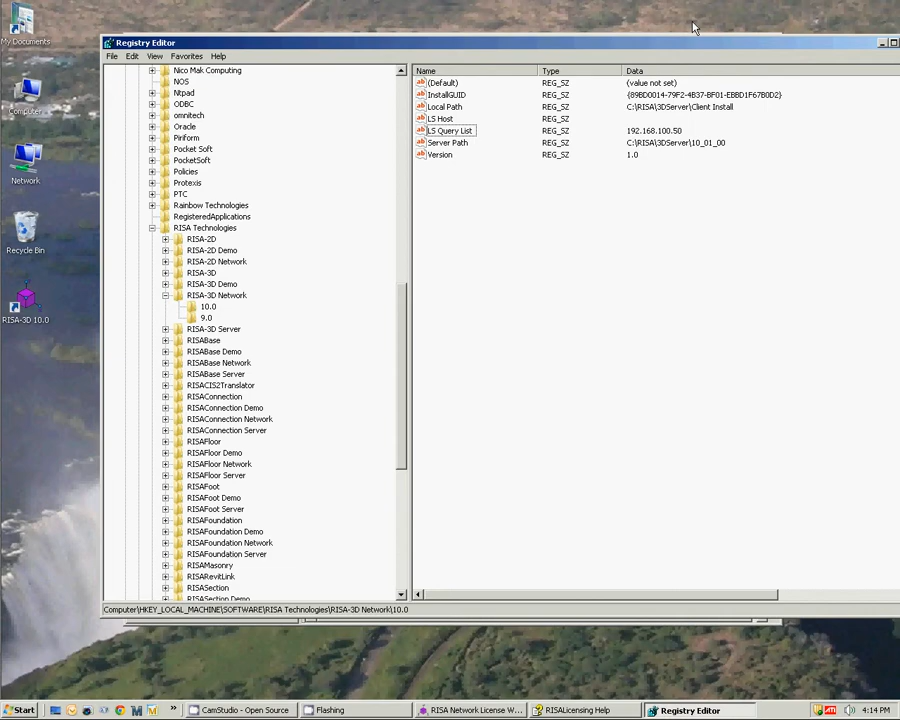 My Documents
Computer
Network
Recycle Bin
RISA-3D 10.0
Registry Editor
File Edit View Favorites Help
Nico Mak Computing
NOS
Ntpad
ODBC
omnitech
Oracle
Piriform
Pocket Soft
PocketSoft
Policies
Protexis
PTC
Rainbow Technologies
RegisteredApplications
RISA Technologies
RISA-2D
RISA-2D Demo
RISA-2D Network
RISA-3D
RISA-3D Demo
RISA-3D Network
10.0
9.0
RISA-3D Server
RISABase
RISABase Demo
RISABase Network
RISABase Server
RISACIS2Translator
RISAConnection
RISAConnection Demo
RISAConnection Network
RISAConnection Server
RISAFloor
RISAFloor Demo
RISAFloor Network
RISAFloor Server
RISAFoot
RISAFoot Demo
RISAFoot Server
RISAFoundation
RISAFoundation Demo
RISAFoundation Network
RISAFoundation Server
RISAMasonry
RISARevitLink
RISASection
RISASection Demo
Name Type Data
(Default) REG_SZ (value not set)
InstallGUID REG_SZ {89BD0014-79F2-4B37-BF01-EBBD1F67B0D2}
Local Path REG_SZ C:\RISA\3DServer\Client Install
LS Host REG_SZ
LS Query List REG_SZ 192.168.100.50
Server Path REG_SZ C:\RISA\3DServer\10_01_00
Version REG_SZ 1.0
Computer\HKEY_LOCAL_MACHINE\SOFTWARE\RISA Technologies\RISA-3D Network\10.0
Start » CamStudio - Open Source Flashing RISA Network License W... RISALicensing Help Registry Editor 4:14 PM